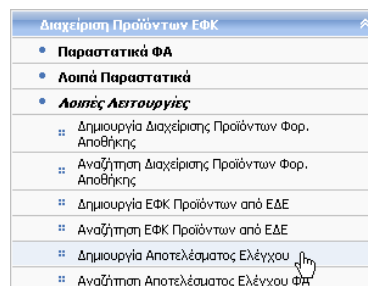 Διαχείριση Προϊόντων ΕΦΚ
Παραστατικά ΦΑ
Λοιπά Παραστατικά
Λοιπές Λειτουργίες
Δημιουργία Διαχείρισης Προϊόντων Φορ.
Αποθήκης
Αναζήτηση Διαχείρισης Προϊόντων Φορ.
Αποθήκης
Δημιουργία ΕΦΚ Προϊόντων από ΕΔΕ
Αναζήτηση ΕΦΚ Προϊόντων από ΕΔΕ
Δημιουργία Αποτελέσματος Ελέγχου
Αναζήτηση Αποτελέσματος Ελέγχου ΦΑ